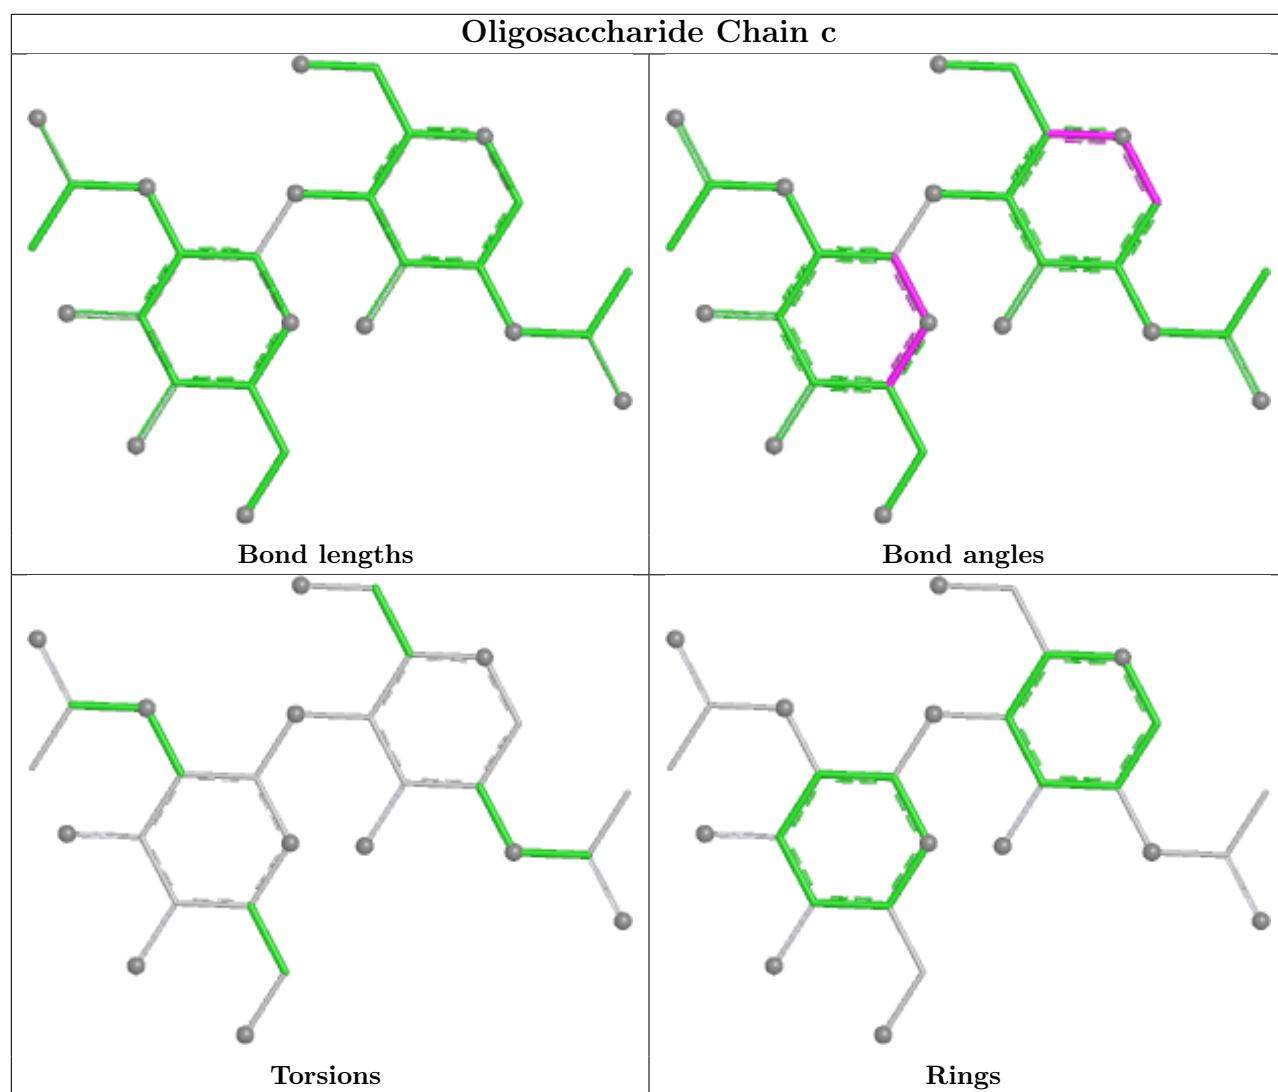 Oligosaccharide Chain c
Bond lengths
Bond angles
Torsions
Rings